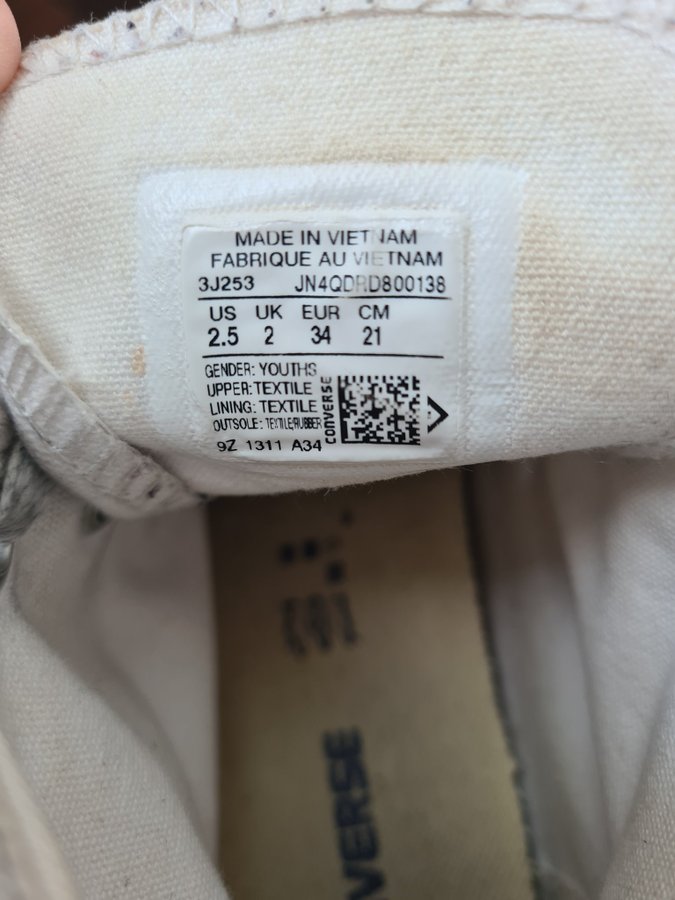 MADE IN VIETNAM
FABRIQUE AU VIETNAM
3J253 JN4QDRD800138
US UK EUR CM
2.5 2 34 21
GENDER: YOUTHS
UPPER: TEXTILE
LINING: TEXTILE
OUTSOLE: TEXTILE/RUBBER
CONVERSE
9Z 1311 A34
VERSE